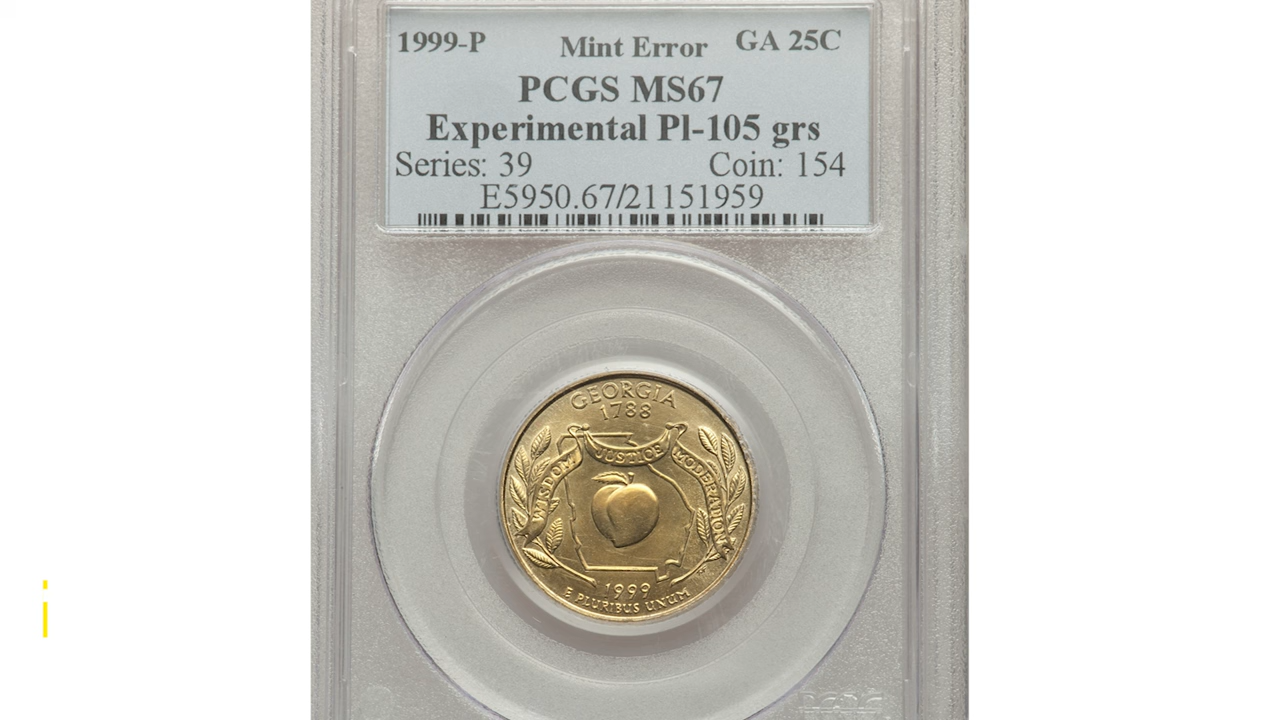 1999-P Mint Error GA 25C
PCGS MS67
Experimental Pl-105 grs
Series: 39 Coin: 154
E5950.67/21151959
GEORGIA
1788
WISDOM JUSTICE MODERATION
1999
E PLURIBUS UNUM
i